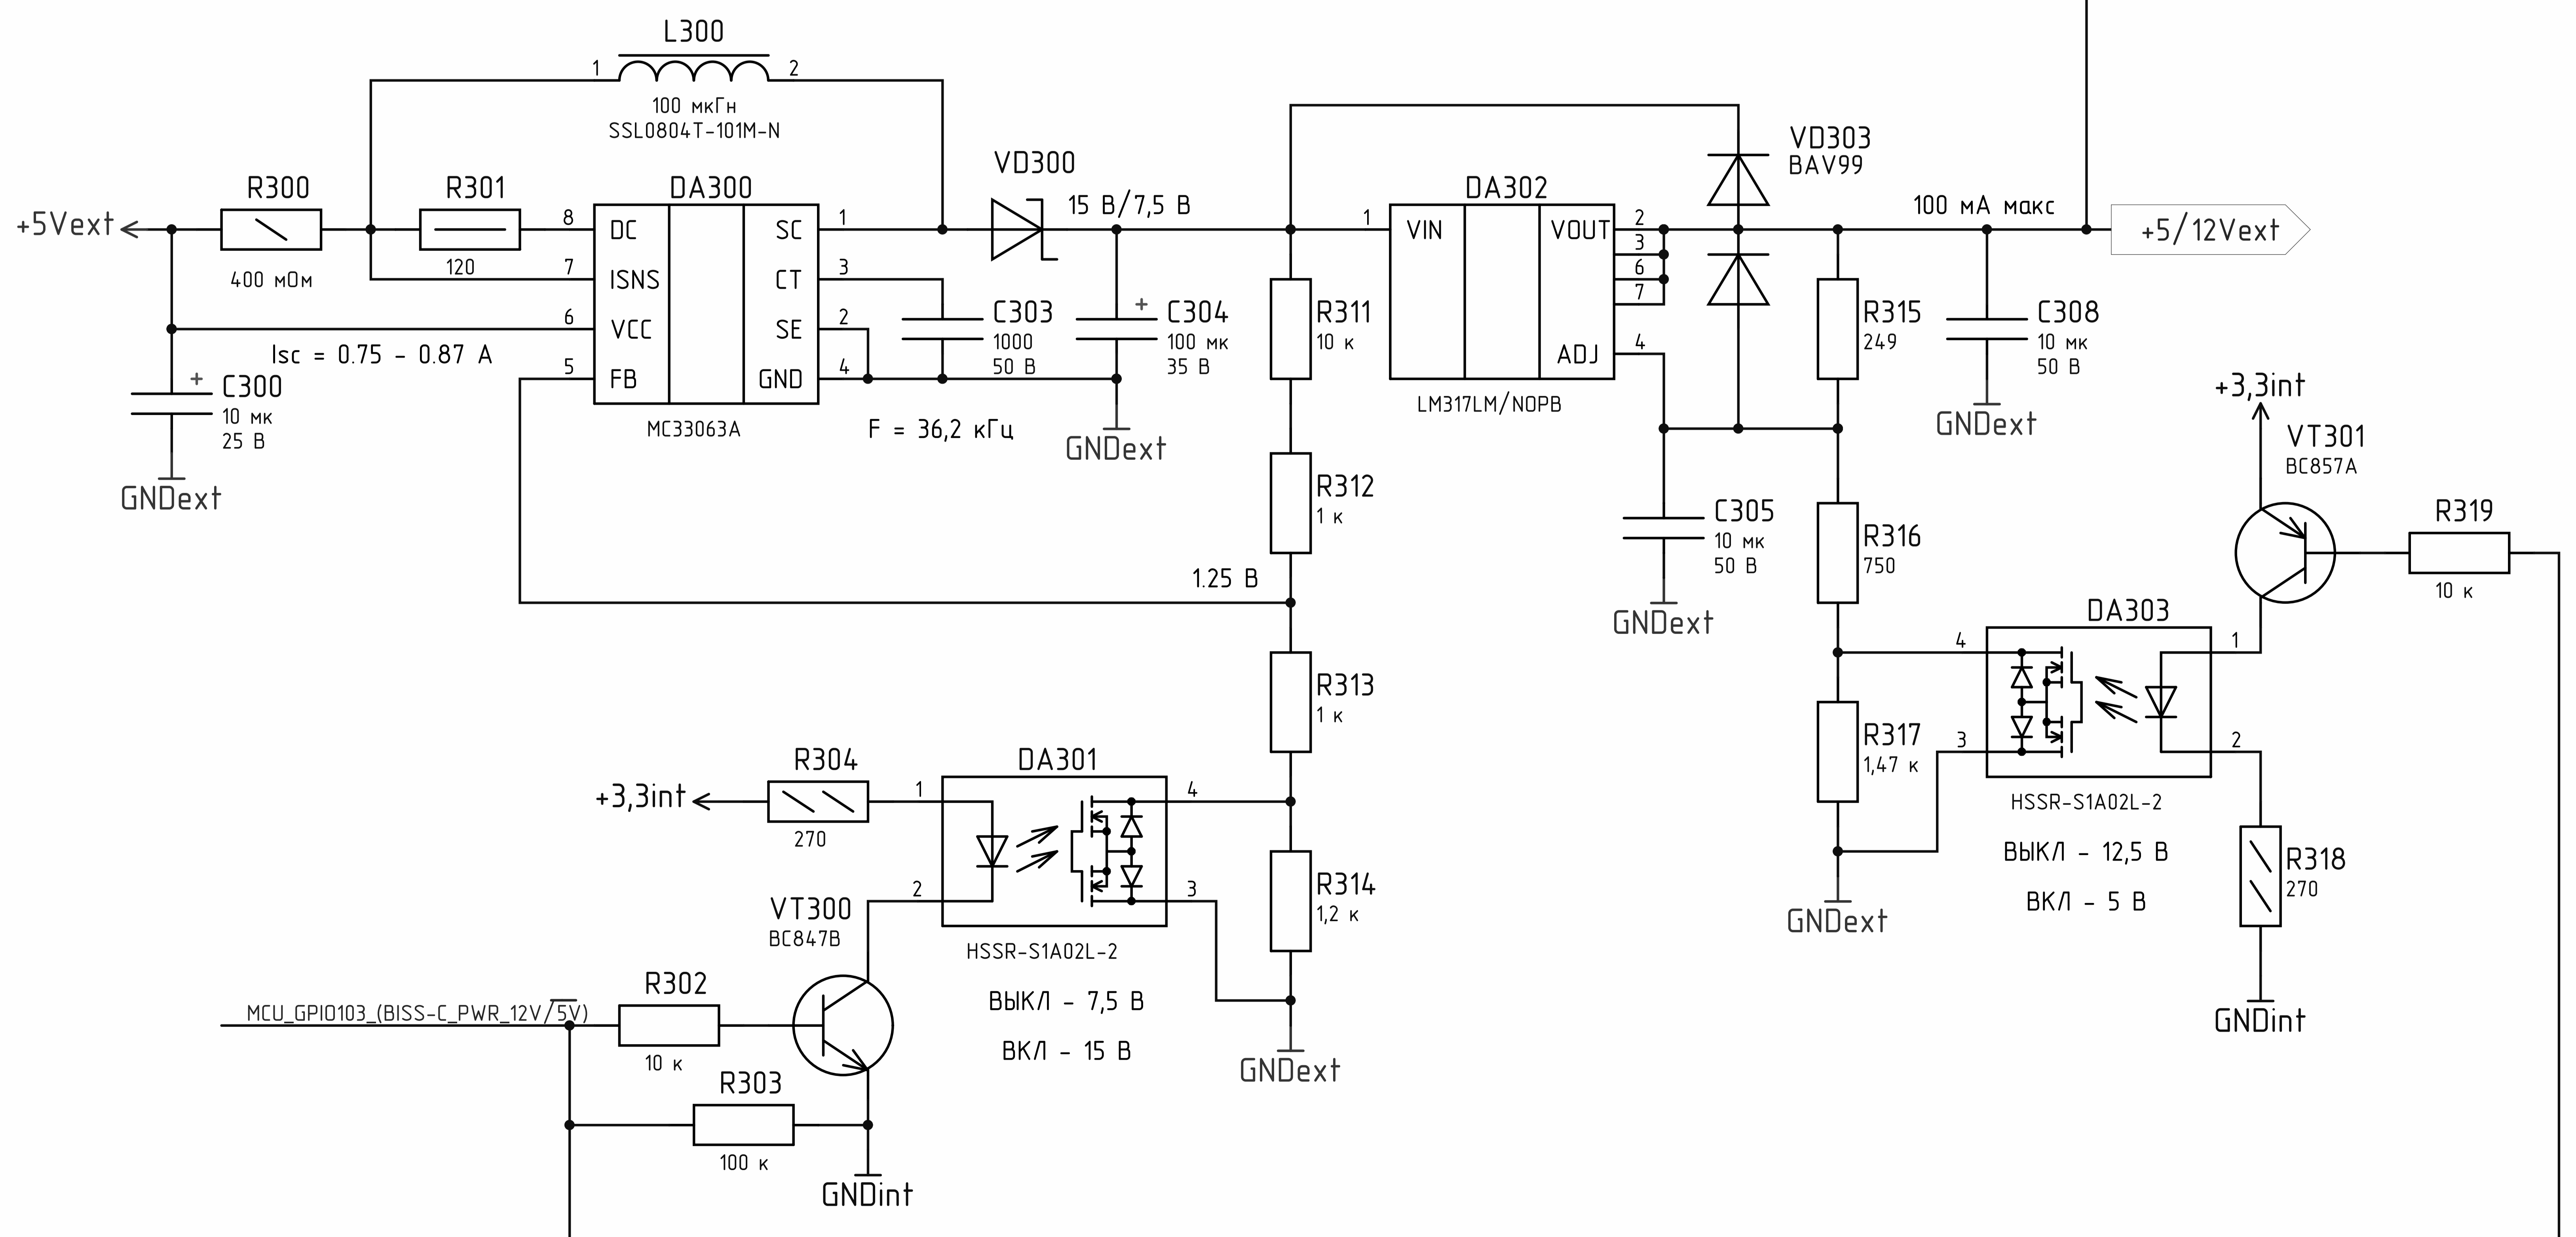 L300
1
2
100 мкГн
SSL0804T-101M-N
+5Vext
R300
400 мОм
R301
120
DA300
8
DC
7
ISNS
6
VCC
5
FB
SC
1
CT
3
SE
2
GND
4
MC33063A
Isc = 0.75 - 0.87 А
F = 36,2 кГц
+
C300
10 мк
25 В
GNDext
VD300
15 В/7,5 В
C303
1000
50 В
+
C304
100 мк
35 В
GNDext
R311
10 к
R312
1 к
1.25 В
R313
1 к
R314
1,2 к
GNDext
DA302
1
VIN
VOUT
2
3
6
7
ADJ
4
LM317LM/NOPB
VD303
BAV99
100 мА макс
+5/12Vext
R315
249
C308
10 мк
50 В
GNDext
C305
10 мк
50 В
GNDext
R316
750
R317
1,47 к
GNDext
+3,3int
VT301
BC857A
R319
10 к
DA303
4
3
1
2
HSSR-S1A02L-2
ВЫКЛ - 12,5 В
ВКЛ - 5 В
R318
270
GNDint
+3,3int
R304
270
DA301
1
2
4
3
HSSR-S1A02L-2
ВЫКЛ - 7,5 В
ВКЛ - 15 В
VT300
BC847B
MCU_GPIO103_(BISS-C_PWR_12V/5V)
R302
10 к
R303
100 к
GNDint